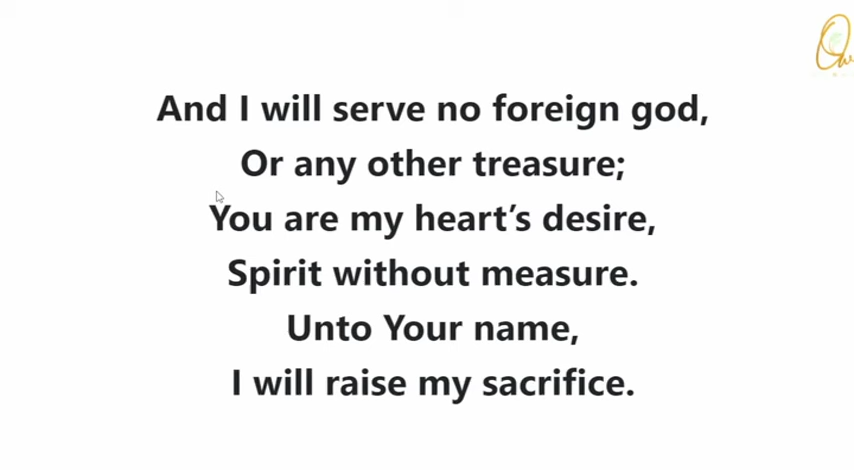 And I will serve no foreign god,
Or any other treasure;
You are my heart’s desire,
Spirit without measure.
Unto Your name,
I will raise my sacrifice.